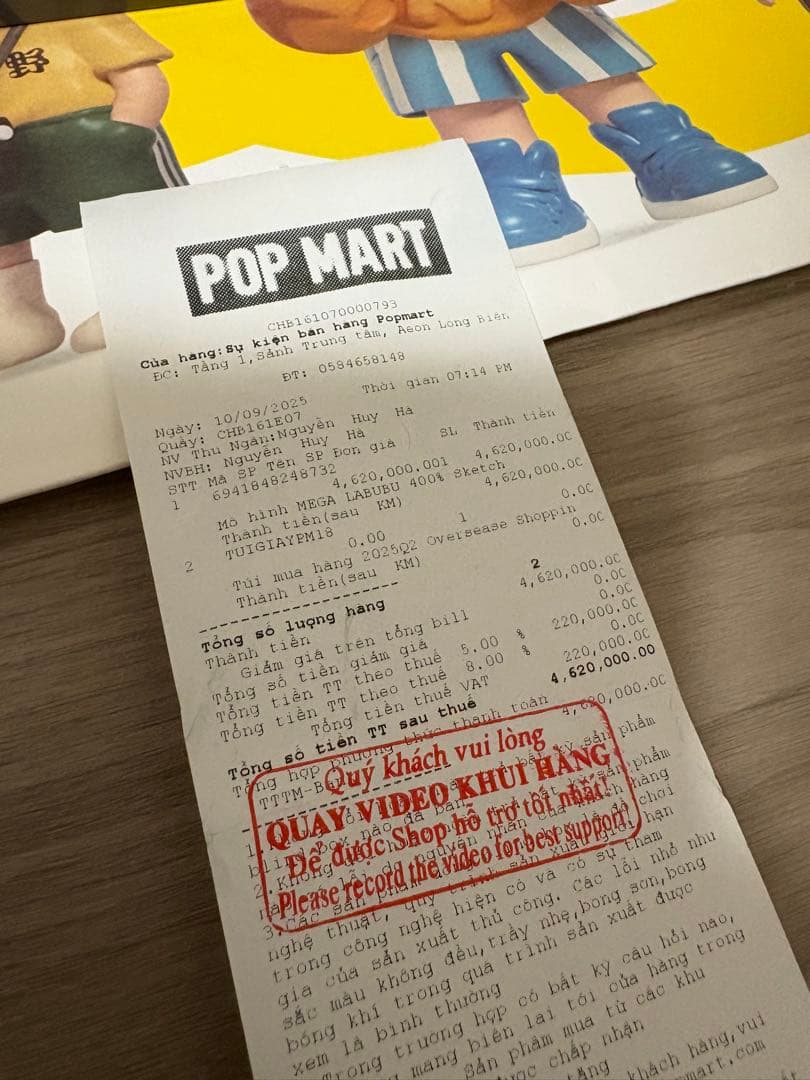 POP MART
CHB161070000793
Cửa hàng:Sự kiện bán hàng Popmart
ĐC: Tầng 1,Sảnh Trung tâm, Aeon Long Biên
ĐT: 0584658148
Ngày: 10/09/2025 Thời gian 07:14 PM
Quầy: CHB161E07
NV Thu Ngân:Nguyễn Huy Hà
NVBH: Nguyễn Huy Hà
STT Mã SP Tên SP Đơn giá SL Thành tiền
1 6941848248732 4,620,000.001 4,620,000.0C
Mô hình MEGA LABUBU 400% Sketch
Thành tiền(sau KM) 4,620,000.0C
2 TUIGIAYPM18 0.00 1 0.0C
Túi mua hàng 2025Q2 Oversease Shoppin
Thành tiền(sau KM) 0.0C
Tổng số lượng hàng 2
Thành tiền 4,620,000.0C
Giảm giá trên tổng bill 0.0C
Tổng số tiền giảm giá 0.0C
Tổng tiền TT theo thuế 5.00 % 220,000.0C
Tổng tiền TT theo thuế 8.00 % 0.0C
Tổng tiền thuế VAT 220,000.0C
Tổng số tiền TT sau thuế 4,620,000.00
Tổng hợp phương thức thanh toán 4,620,000.0C
Quý khách vui lòng
QUAY VIDEO KHUI HÀNG
Để được Shop hỗ trợ tốt nhất!
Please record the video for best support!
nghệ thuật, quy trình sản xuất giới hạn
trong công nghệ hiện có và có sự tham
gia của sản xuất thủ công. Các lỗi nhỏ như
sắc màu không đều,trầy nhẹ,bong sơn,bong
bóng khí trong quá trình sản xuất được
xem là bình thường
Trong trường hợp có bất kỳ câu hỏi nào,
mang biên lai tới cửa hàng trong
sản phẩm mua từ các khu
được chấp nhận
khách hàng,vui